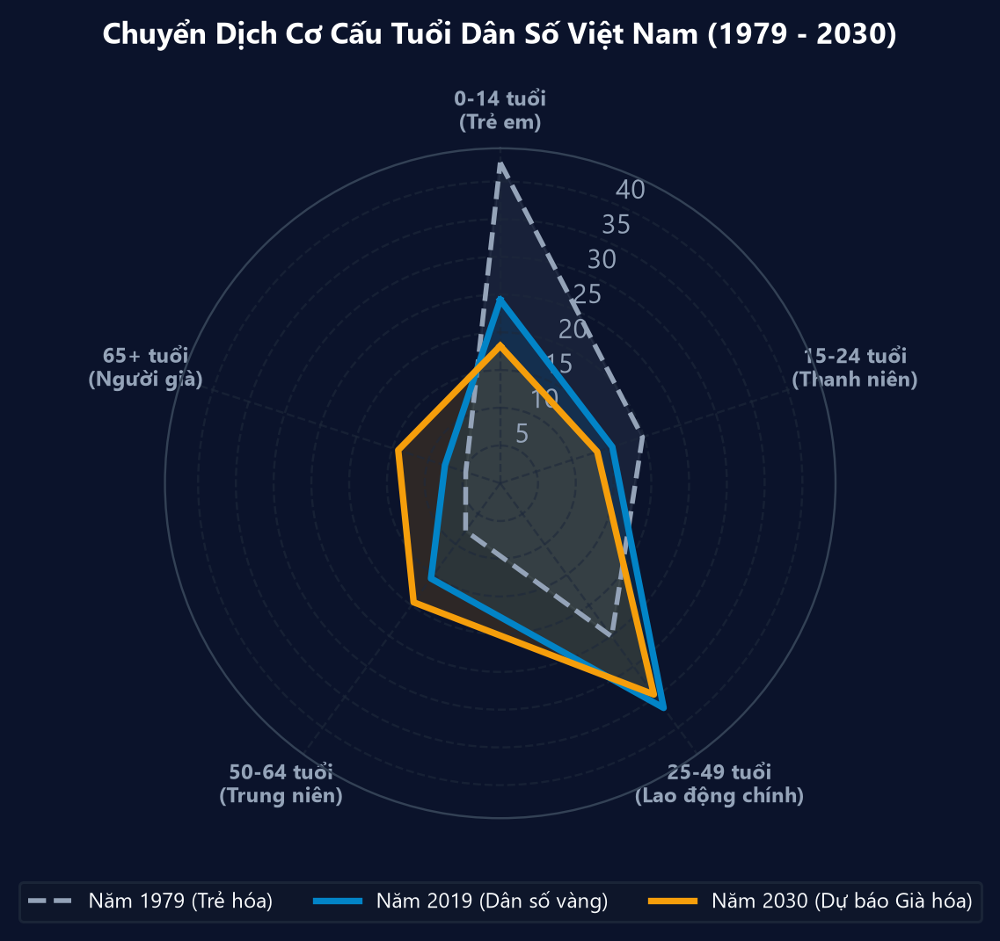 Chuyển Dịch Cơ Cấu Tuổi Dân Số Việt Nam (1979 - 2030)
0-14 tuổi
(Trẻ em)
40
35
30
25
20
15
10
5
65+ tuổi
(Người già)
15-24 tuổi
(Thanh niên)
50-64 tuổi
(Trung niên)
25-49 tuổi
(Lao động chính)
Năm 1979 (Trẻ hóa)
Năm 2019 (Dân số vàng)
Năm 2030 (Dự báo Già hóa)